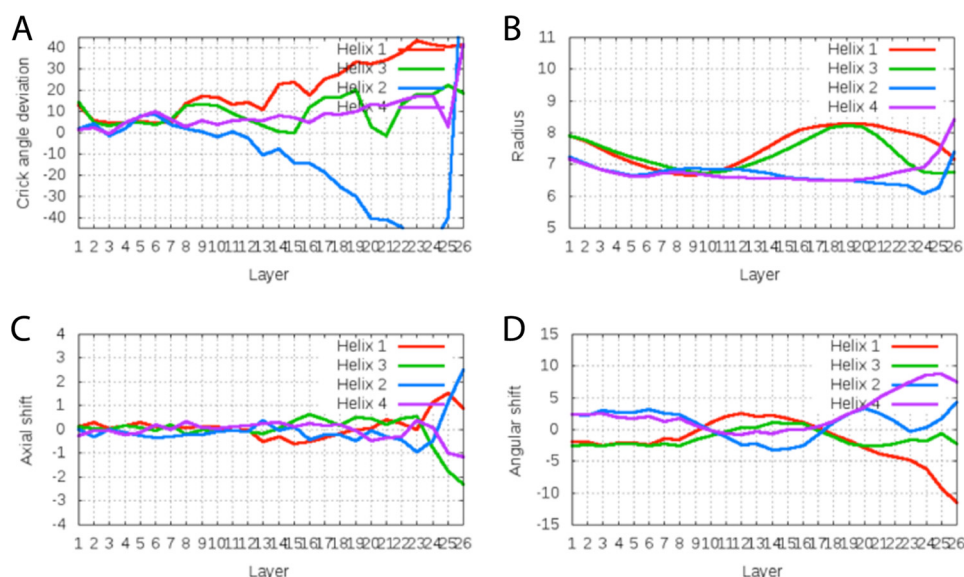 A
Crick angle deviation
40
30
20
10
0
-10
-20
-30
-40
Helix 1
Helix 3
Helix 2
Helix 4
1 2 3 4 5 6 7 8 9 10 11 12 13 14 15 16 17 18 19 20 21 22 23 24 25 26
Layer
B
Radius
11
10
9
8
7
6
5
Helix 1
Helix 3
Helix 2
Helix 4
1 2 3 4 5 6 7 8 9 10 11 12 13 14 15 16 17 18 19 20 21 22 23 24 25 26
Layer
C
Axial shift
4
3
2
1
0
-1
-2
-3
-4
Helix 1
Helix 3
Helix 2
Helix 4
1 2 3 4 5 6 7 8 9 10 11 12 13 14 15 16 17 18 19 20 21 22 23 24 25 26
Layer
D
Angular shift
15
10
5
0
-5
-10
-15
Helix 1
Helix 3
Helix 2
Helix 4
1 2 3 4 5 6 7 8 9 10 11 12 13 14 15 16 17 18 19 20 21 22 23 24 25 26
Layer